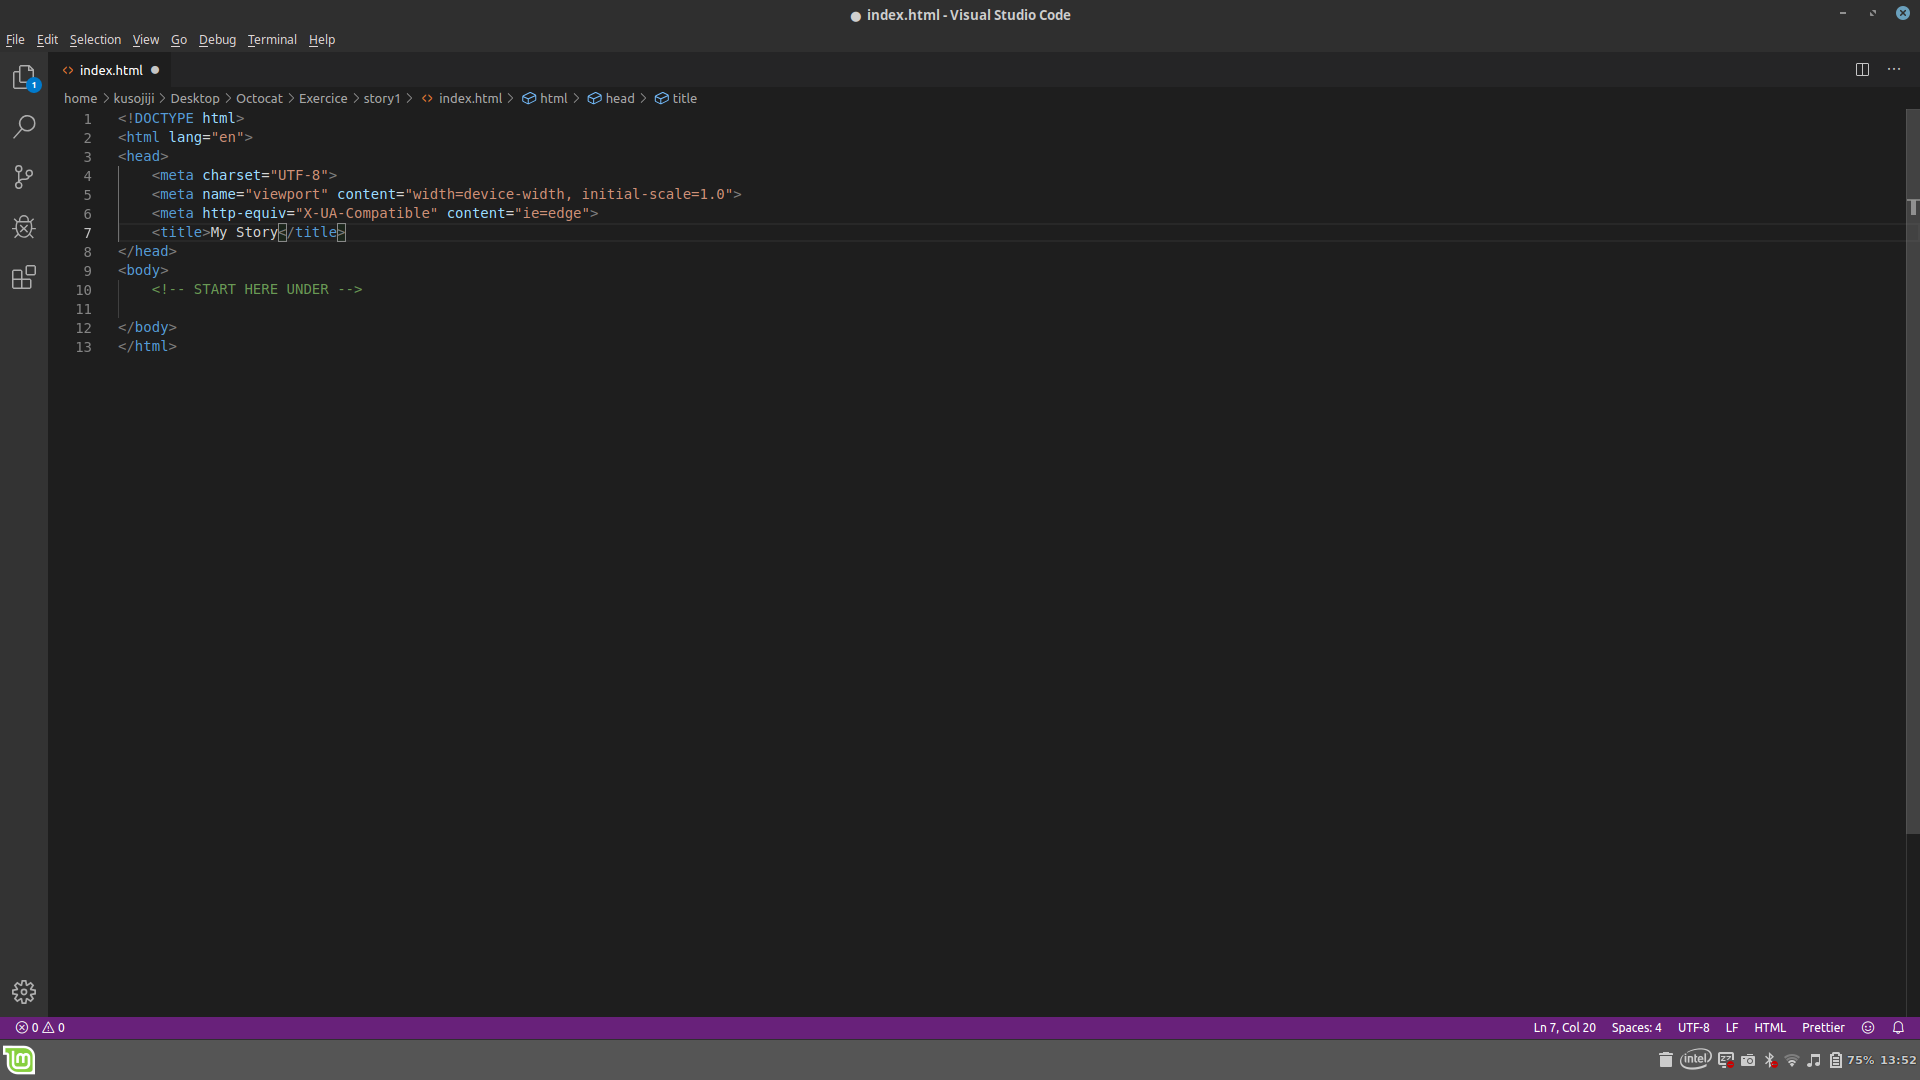 ● index.html - Visual Studio Code
File Edit Selection View Go Debug Terminal Help
1
index.html
home > kusojiji > Desktop > Octocat > Exercice > story1 > <> index.html > html > head > title
1 <!DOCTYPE html>
2 <html lang="en">
3 <head>
4     <meta charset="UTF-8">
5     <meta name="viewport" content="width=device-width, initial-scale=1.0">
6     <meta http-equiv="X-UA-Compatible" content="ie=edge">
7     <title>My Story</title>
8 </head>
9 <body>
10     <!-- START HERE UNDER -->
11
12 </body>
13 </html>
0 0 Ln 7, Col 20 Spaces: 4 UTF-8 LF HTML Prettier
intel 75% 13:52